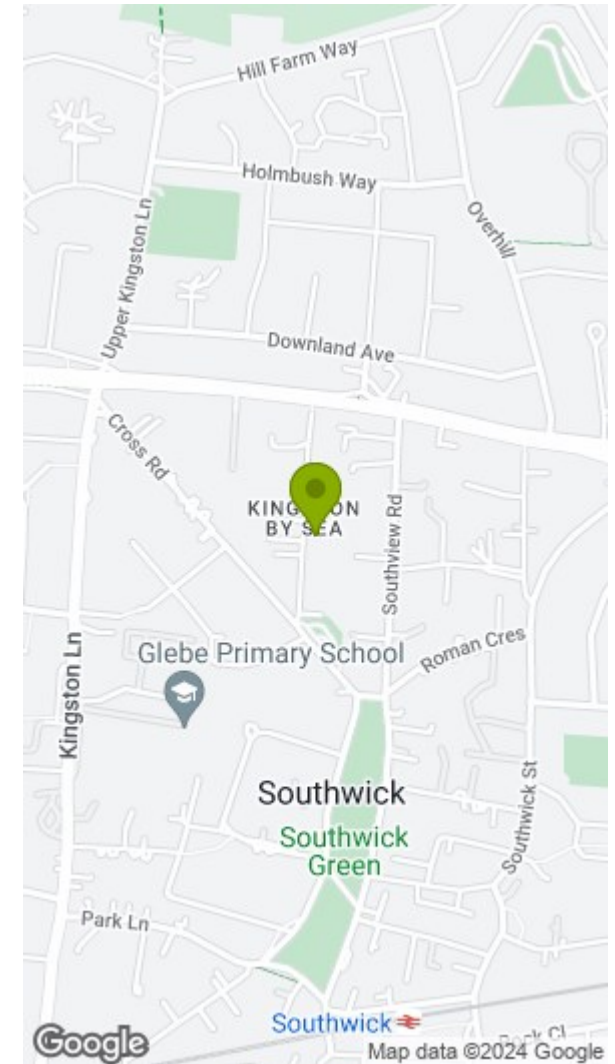 Hill Farm Way
Holmbush Way
Overhill
Upper Kingston Ln
Downland Ave
Cross Rd
BY SEA
Southview Rd
Glebe Primary School
Roman Cres
Kingston Ln
Southwick
Southwick
Green
Southwick St
Park Ln
Southwick
Google
Map data ©2024 Google